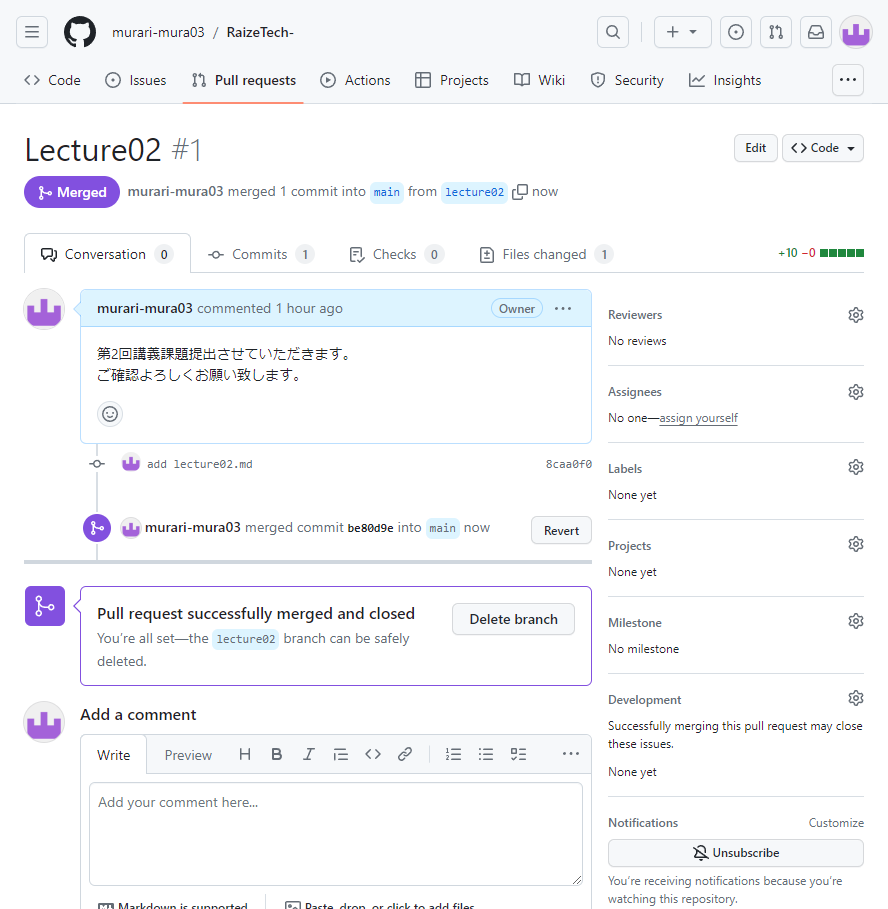 murari-mura03 / RaizeTech-
Code Issues Pull requests Actions Projects Wiki Security Insights
Lecture02 #1
Edit
Code
Merged murari-mura03 merged 1 commit into main from lecture02 now
Conversation 0 Commits 1 Checks 0 Files changed 1 +10 −0
murari-mura03 commented 1 hour ago Owner
第2回講義課題提出させていただきます。
ご確認よろしくお願い致します。
add lecture02.md 8caa0f0
murari-mura03 merged commit be80d9e into main now
Revert
Pull request successfully merged and closed
You're all set—the lecture02 branch can be safely
deleted.
Delete branch
Add a comment
Write Preview
Add your comment here...
Markdown is supported
Paste, drop, or click to add files
Reviewers
No reviews
Assignees
No one—assign yourself
Labels
None yet
Projects
None yet
Milestone
No milestone
Development
Successfully merging this pull request may close
these issues.
None yet
Notifications Customize
Unsubscribe
You're receiving notifications because you're
watching this repository.